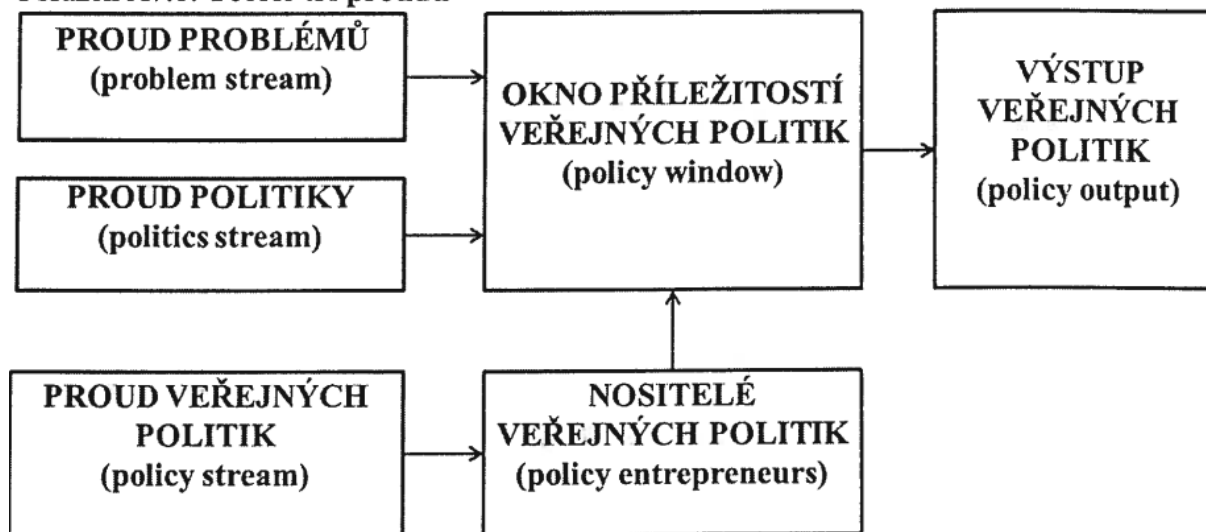 PROUD PROBLÉMŮ
(problem stream)
OKNO PŘÍLEŽITOSTÍ
VEŘEJNÝCH POLITIK
(policy window)
VÝSTUP
VEŘEJNÝCH
POLITIK
(policy output)
PROUD POLITIKY
(politics stream)
PROUD VEŘEJNÝCH
POLITIK
(policy stream)
NOSITELÉ
VEŘEJNÝCH POLITIK
(policy entrepreneurs)